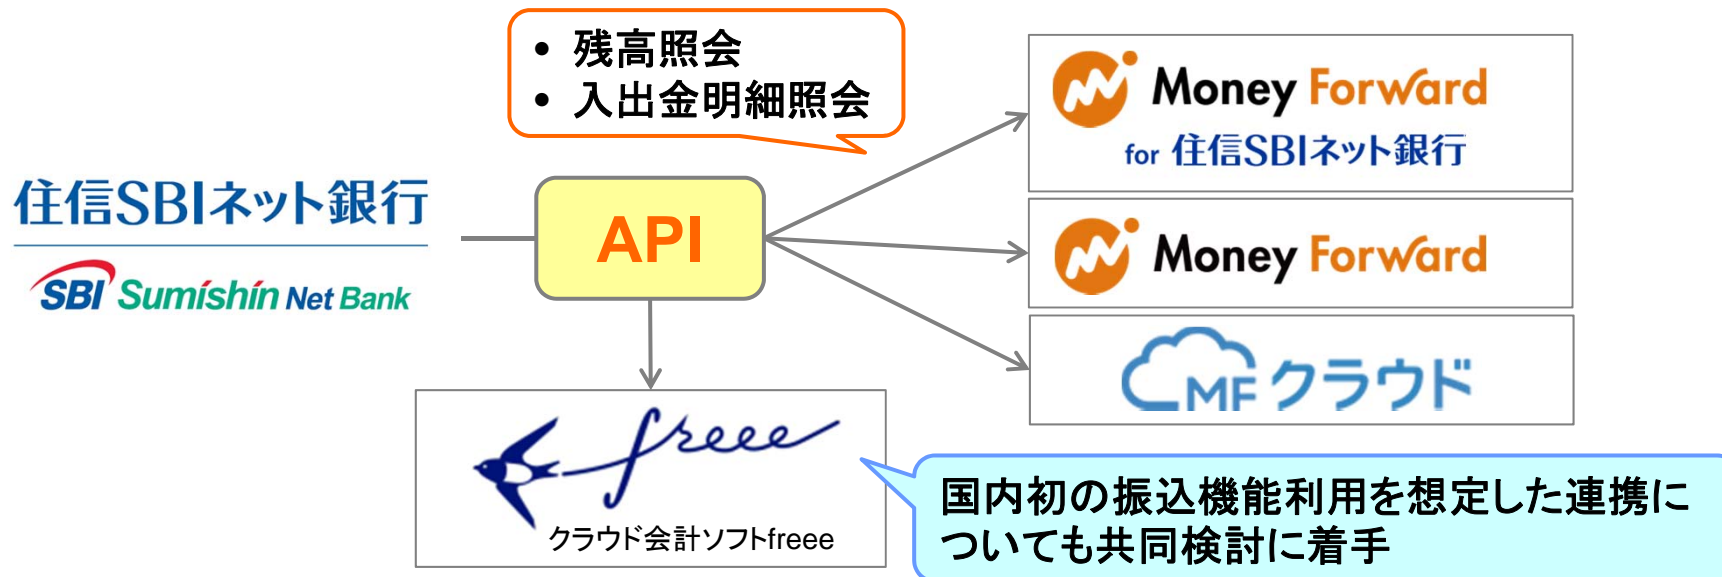 • 残高照会
• 入出金明細照会
Money Forward
for 住信SBIネット銀行
住信SBIネット銀行
SBI Sumishin Net Bank
API
Money Forward
MFクラウド
freee
クラウド会計ソフトfreee
国内初の振込機能利用を想定した連携に
ついても共同検討に着手